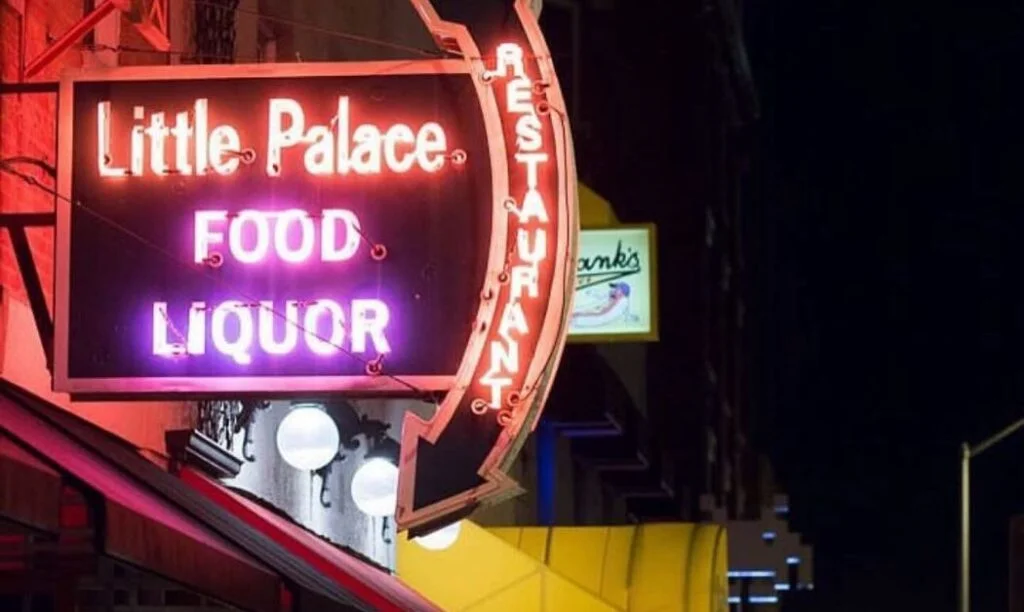 Little Palace
FOOD
LIQUOR
RESTAURANT